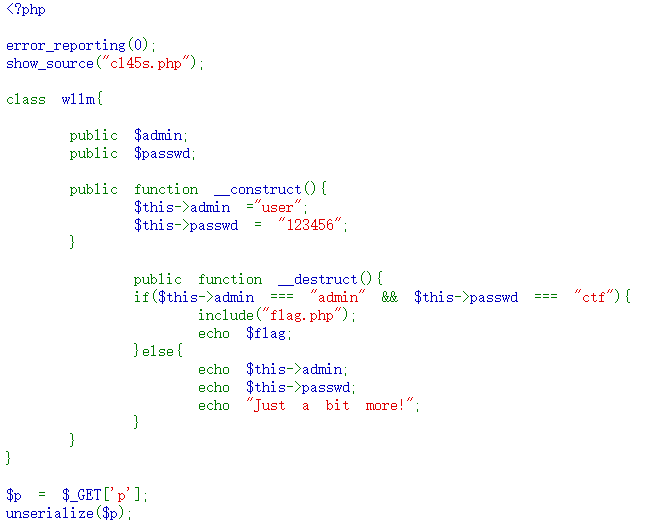 <?php
error_reporting(0);
show_source("cl45s.php");
class wllm{
public $admin;
public $passwd;
public function __construct(){
$this->admin ="user";
$this->passwd = "123456";
}
public function __destruct(){
if($this->admin === "admin" && $this->passwd === "ctf"){
include("flag.php");
echo $flag;
}else{
echo $this->admin;
echo $this->passwd;
echo "Just a bit more!";
}
}
}
$p = $_GET['p'];
unserialize($p);